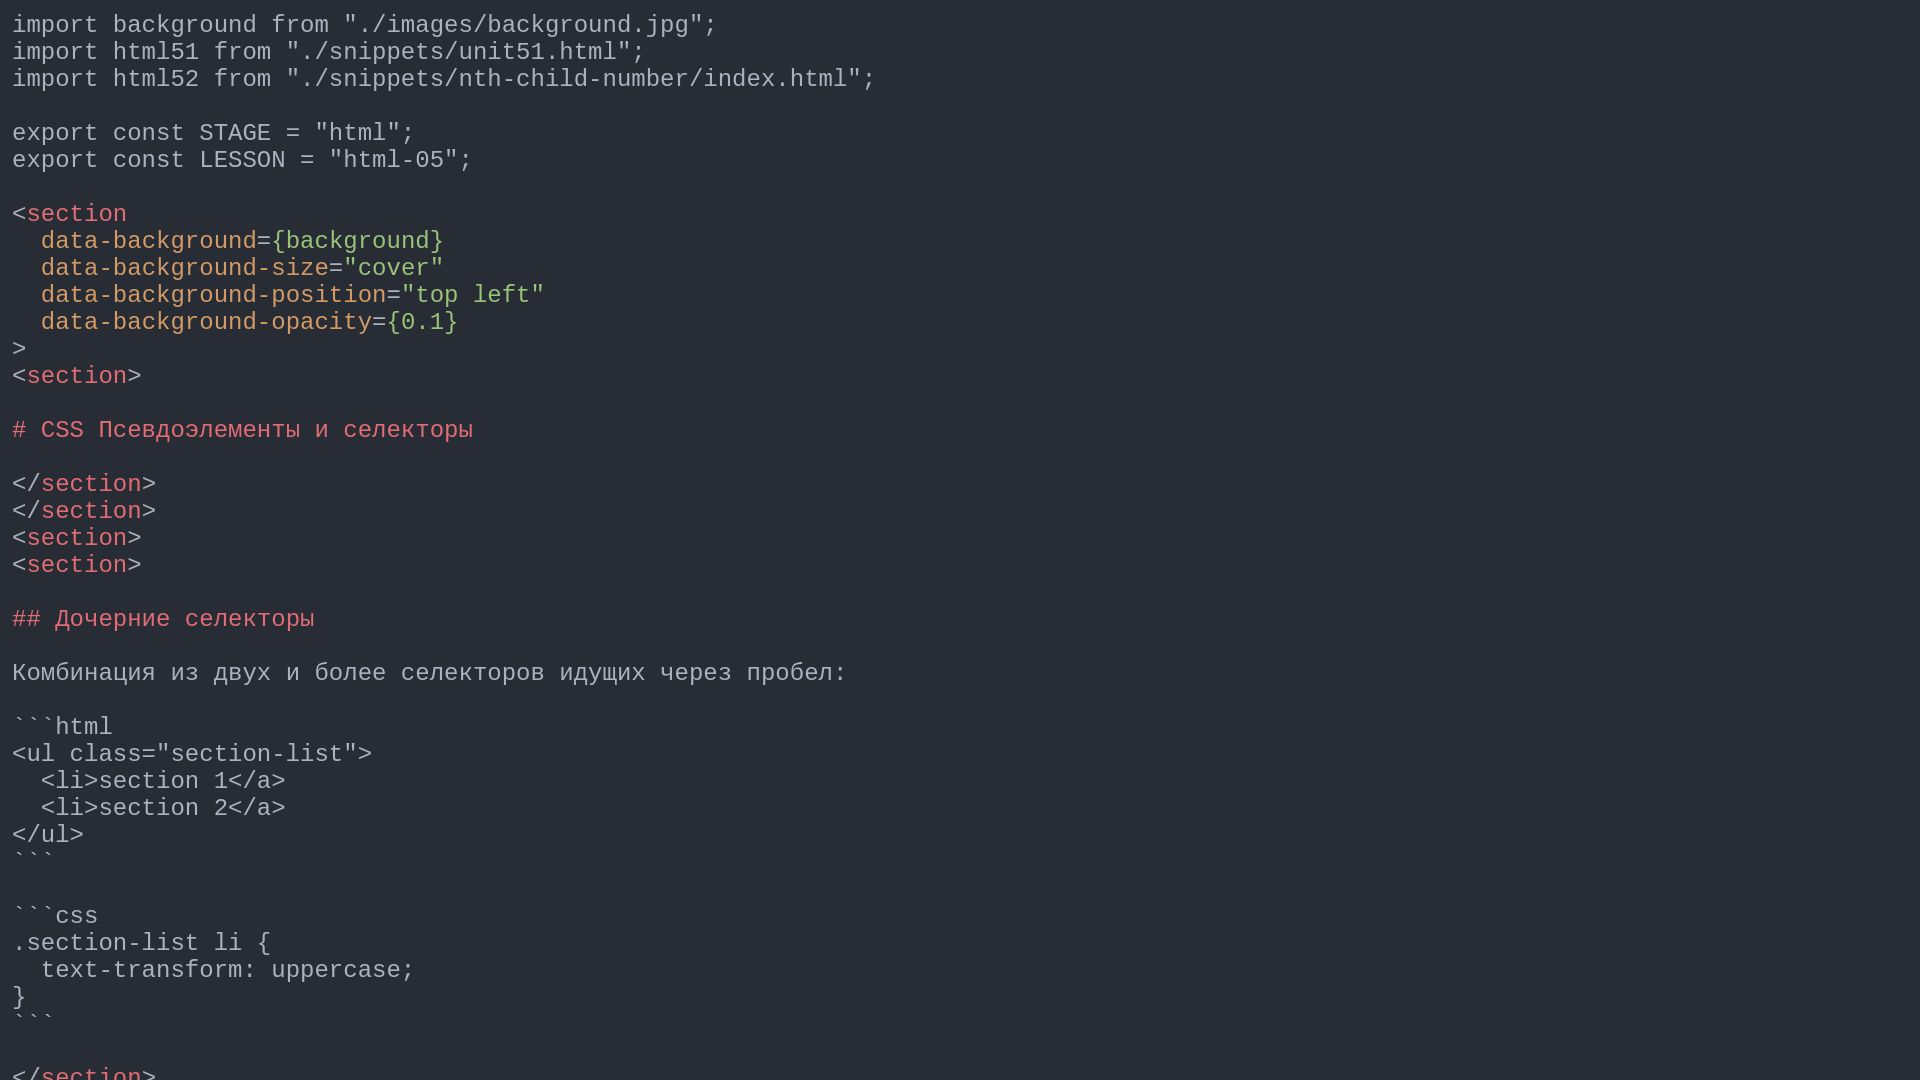 import background from "./images/background.jpg";
import html51 from "./snippets/unit51.html";
import html52 from "./snippets/nth-child-number/index.html";

export const STAGE = "html";
export const LESSON = "html-05";

<section
  data-background={background}
  data-background-size="cover"
  data-background-position="top left"
  data-background-opacity={0.1}
>
<section>

# CSS Псевдоэлементы и селекторы

</section>
</section>
<section>
<section>

## Дочерние селекторы

Комбинация из двух и более селекторов идущих через пробел:

```html
<ul class="section-list">
  <li>section 1</a>
  <li>section 2</a>
</ul>
```

```css
.section-list li {
  text-transform: uppercase;
}
```

</section>